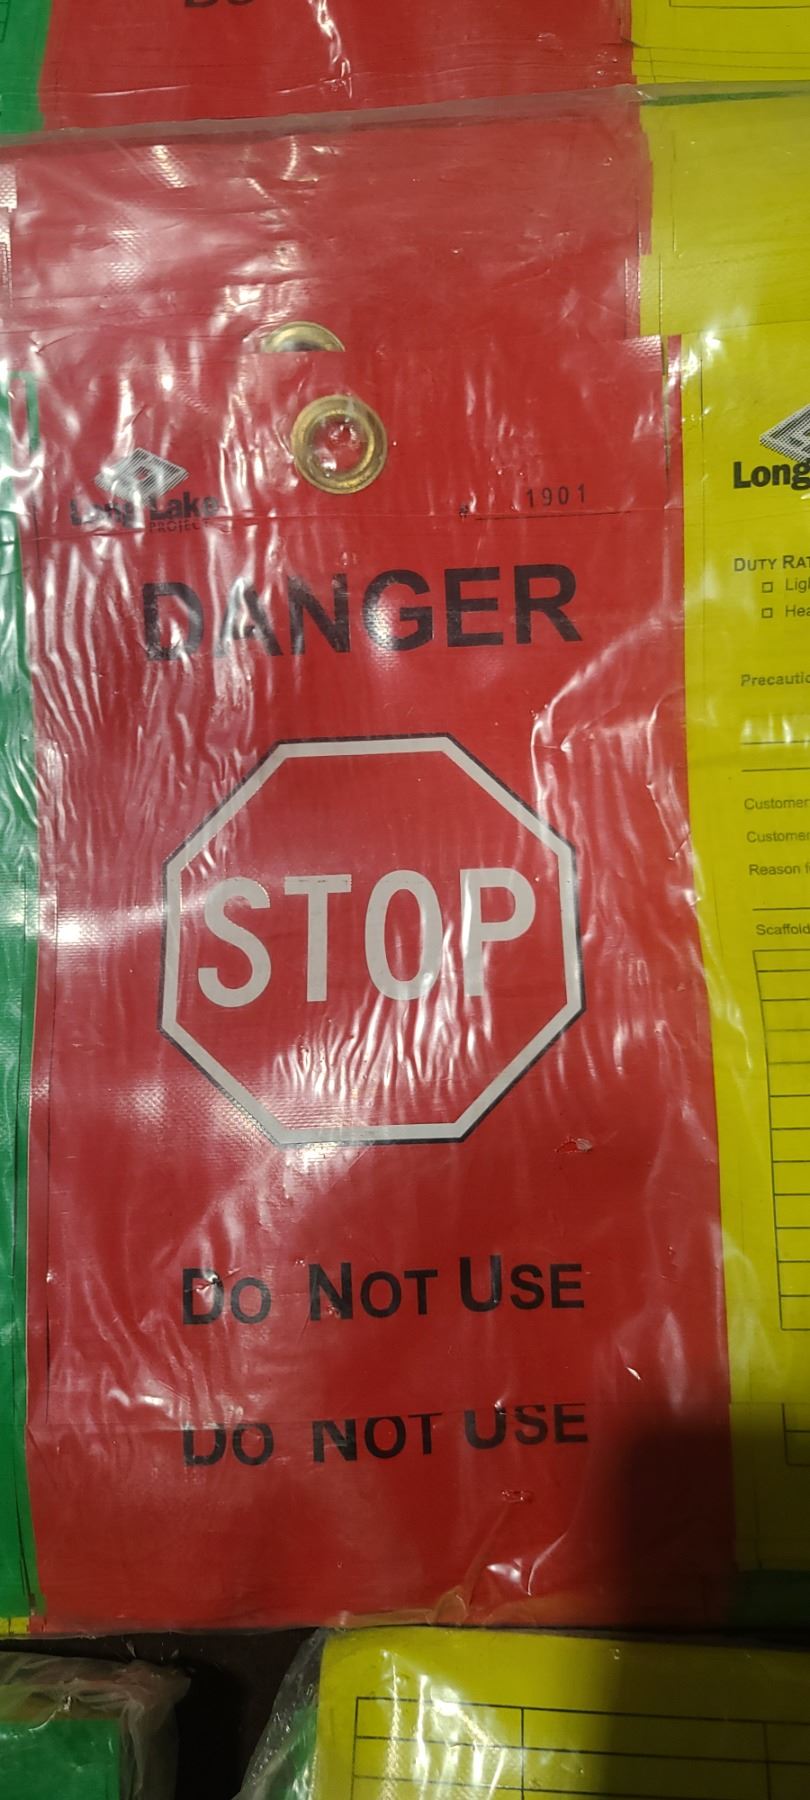 Long Lake
PROJECT
# 1901
DANGER
STOP
DO NOT USE
DO NOT USE
Long
DUTY RAT
Customer
Customer
Reason f
Scaffold